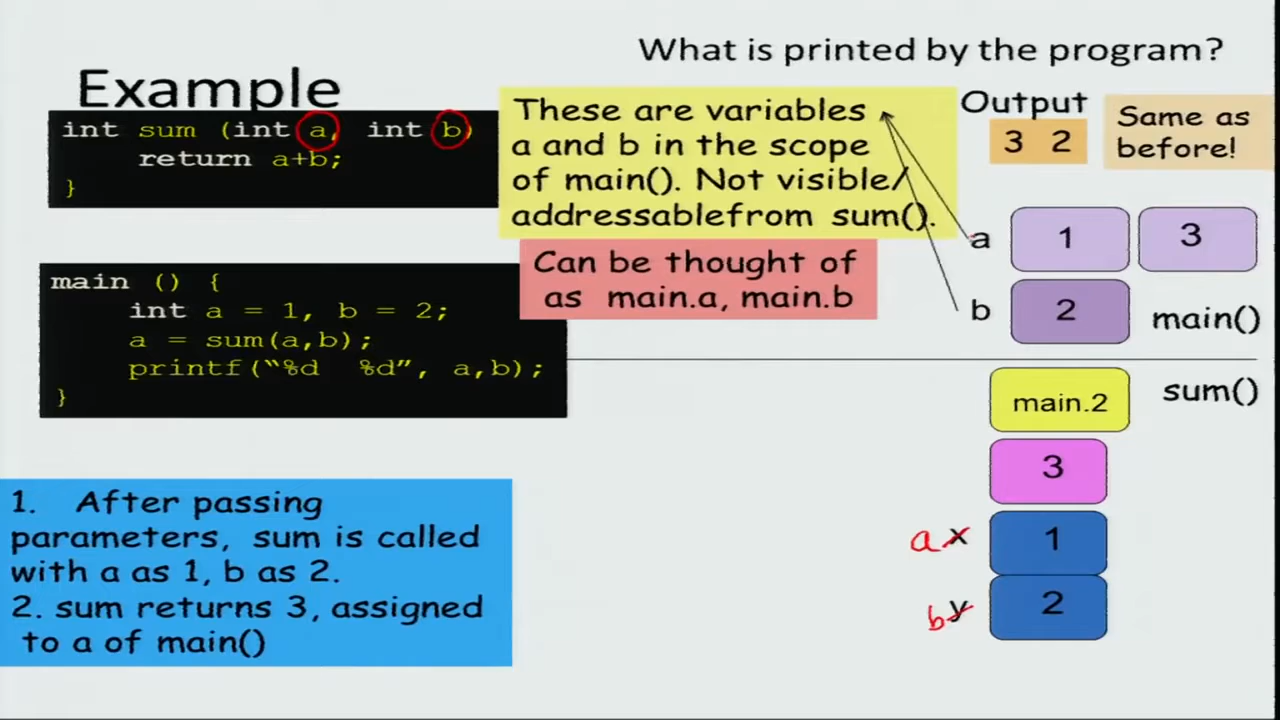 What is printed by the program?
Example
int sum (int a, int b)
return a+b;
}
main () {
int a = 1, b = 2;
a = sum(a,b);
printf(“%d %d”, a,b);
}
These are variables
a and b in the scope
of main(). Not visible/
addressablefrom sum().
Can be thought of
as main.a, main.b
Output
3 2
Same as
before!
a 1 3
b 2 main()
main.2 sum()
3
a x 1
b y 2
1. After passing
parameters, sum is called
with a as 1, b as 2.
2. sum returns 3, assigned
to a of main()